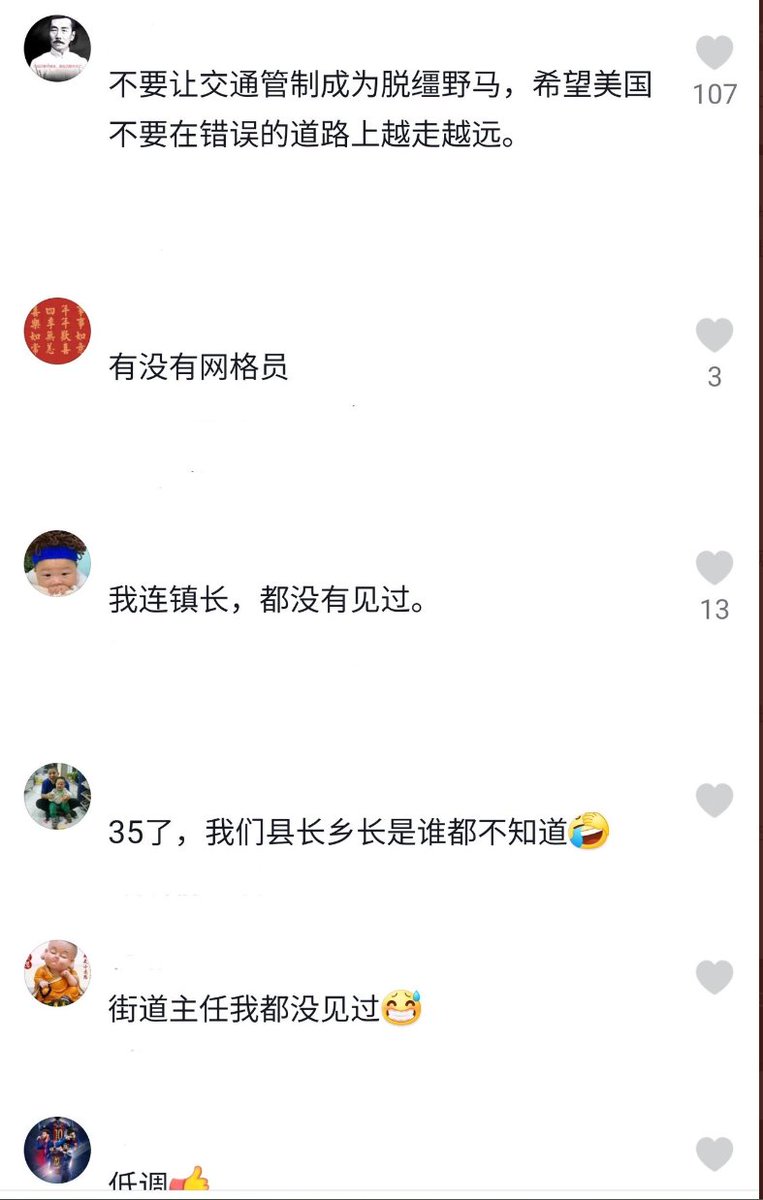 不要让交通管制成为脱缰野马，希望美国
不要在错误的道路上越走越远。
107
有没有网格员
3
我连镇长，都没有见过。
13
35了，我们县长乡长是谁都不知道🤣
街道主任我都没见过😅
低调👍